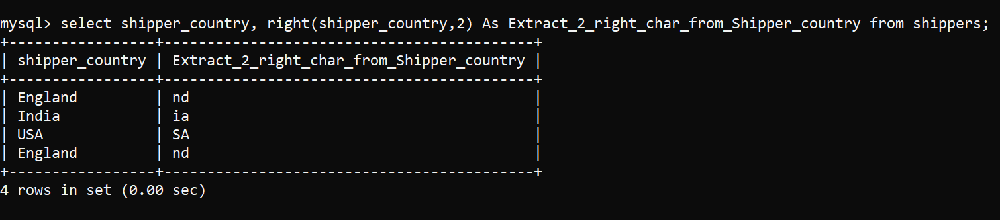 mysql> select shipper_country, right(shipper_country,2) As Extract_2_right_char_from_Shipper_country from shippers;
+-----------------+-------------------------------------------+
| shipper_country | Extract_2_right_char_from_Shipper_country |
+-----------------+-------------------------------------------+
| England         | nd                                        |
| India           | ia                                        |
| USA             | SA                                        |
| England         | nd                                        |
+-----------------+-------------------------------------------+
4 rows in set (0.00 sec)